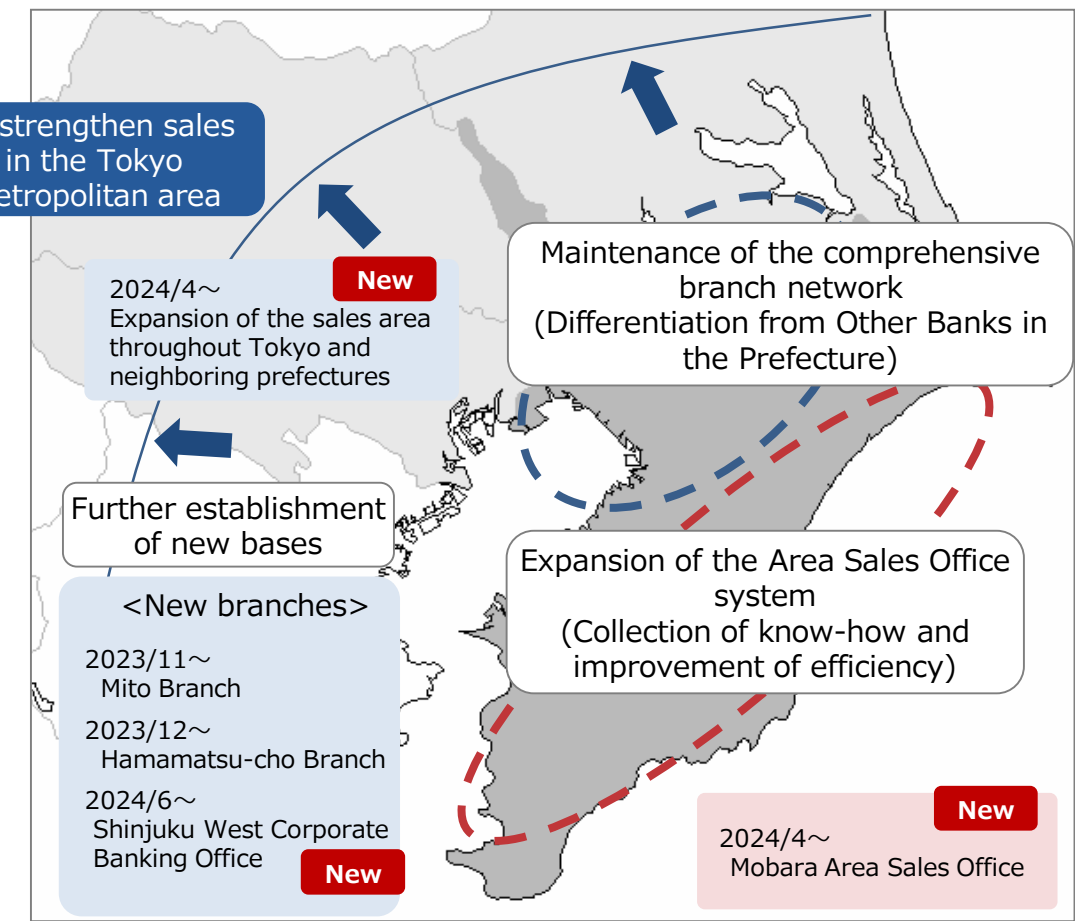 strengthen sales
in the Tokyo
etropolitan area
New
2024/4～
Expansion of the sales area
throughout Tokyo and
neighboring prefectures
Maintenance of the comprehensive
branch network
(Differentiation from Other Banks in
the Prefecture)
Further establishment
of new bases
<New branches>
2023/11～
Mito Branch
2023/12～
Hamamatsu-cho Branch
2024/6～
Shinjuku West Corporate
Banking Office
New
Expansion of the Area Sales Office
system
(Collection of know-how and
improvement of efficiency)
New
2024/4～
Mobara Area Sales Office